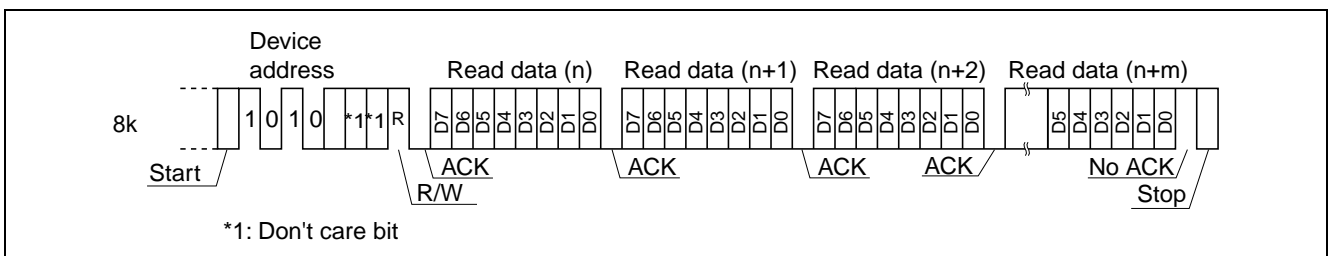 Device
address
Read data (n) Read data (n+1) Read data (n+2) Read data (n+m)
8k 1 0 1 0 *1 *1 R D7 D6 D5 D4 D3 D2 D1 D0 D7 D6 D5 D4 D3 D2 D1 D0 D7 D6 D5 D4 D3 D2 D1 D0 D5 D4 D3 D2 D1 D0
Start ACK ACK ACK ACK No ACK
R/W Stop
*1: Don't care bit